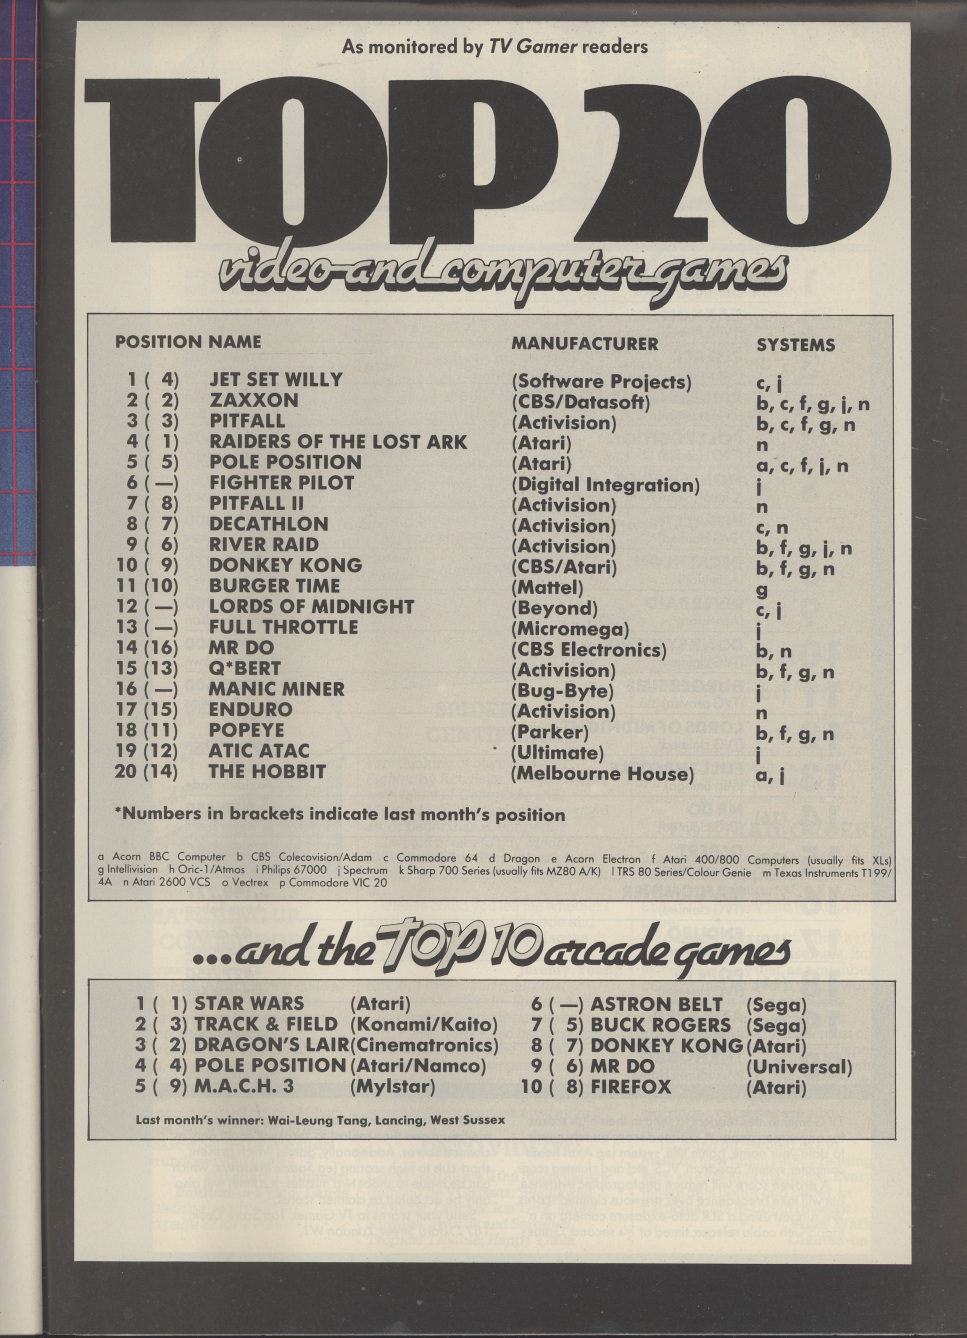 As monitored by TV Gamer readers
TOP 20
video and computer games
POSITION NAME MANUFACTURER SYSTEMS
1 ( 4) JET SET WILLY (Software Projects) c, j
2 ( 2) ZAXXON (CBS/Datasoft) b, c, f, g, j, n
3 ( 3) PITFALL (Activision) b, c, f, g, n
4 ( 1) RAIDERS OF THE LOST ARK (Atari) n
5 ( 5) POLE POSITION (Atari) a, c, f, j, n
6 (—) FIGHTER PILOT (Digital Integration) j
7 ( 8) PITFALL II (Activision) n
8 ( 7) DECATHLON (Activision) c, n
9 ( 6) RIVER RAID (Activision) b, f, g, j, n
10 ( 9) DONKEY KONG (CBS/Atari) b, f, g, n
11 (10) BURGER TIME (Mattel) g
12 (—) LORDS OF MIDNIGHT (Beyond) c, j
13 (—) FULL THROTTLE (Micromega) j
14 (16) MR DO (CBS Electronics) b, n
15 (13) Q*BERT (Activision) b, f, g, n
16 (—) MANIC MINER (Bug-Byte) j
17 (15) ENDURO (Activision) n
18 (11) POPEYE (Parker) b, f, g, n
19 (12) ATIC ATAC (Ultimate) j
20 (14) THE HOBBIT (Melbourne House) a, j
*Numbers in brackets indicate last month's position
a Acorn BBC Computer b CBS Colecovision/Adam c Commodore 64 d Dragon e Acorn Electron f Atari 400/800 Computers (usually fits XLs)
g Intellivision h Oric-1/Atmos i Philips 67000 j Spectrum k Sharp 700 Series (usually fits MZ80 A/K) l TRS 80 Series/Colour Genie m Texas Instruments T199/
4A n Atari 2600 VCS o Vectrex p Commodore VIC 20
...and the TOP 10 arcade games
1 ( 1) STAR WARS (Atari)
2 ( 3) TRACK & FIELD (Konami/Kaito)
3 ( 2) DRAGON'S LAIR (Cinematronics)
4 ( 4) POLE POSITION (Atari/Namco)
5 ( 9) M.A.C.H. 3 (Mylstar)
6 (—) ASTRON BELT (Sega)
7 ( 5) BUCK ROGERS (Sega)
8 ( 7) DONKEY KONG (Atari)
9 ( 6) MR DO (Universal)
10 ( 8) FIREFOX (Atari)
Last month's winner: Wai-Leung Tang, Lancing, West Sussex